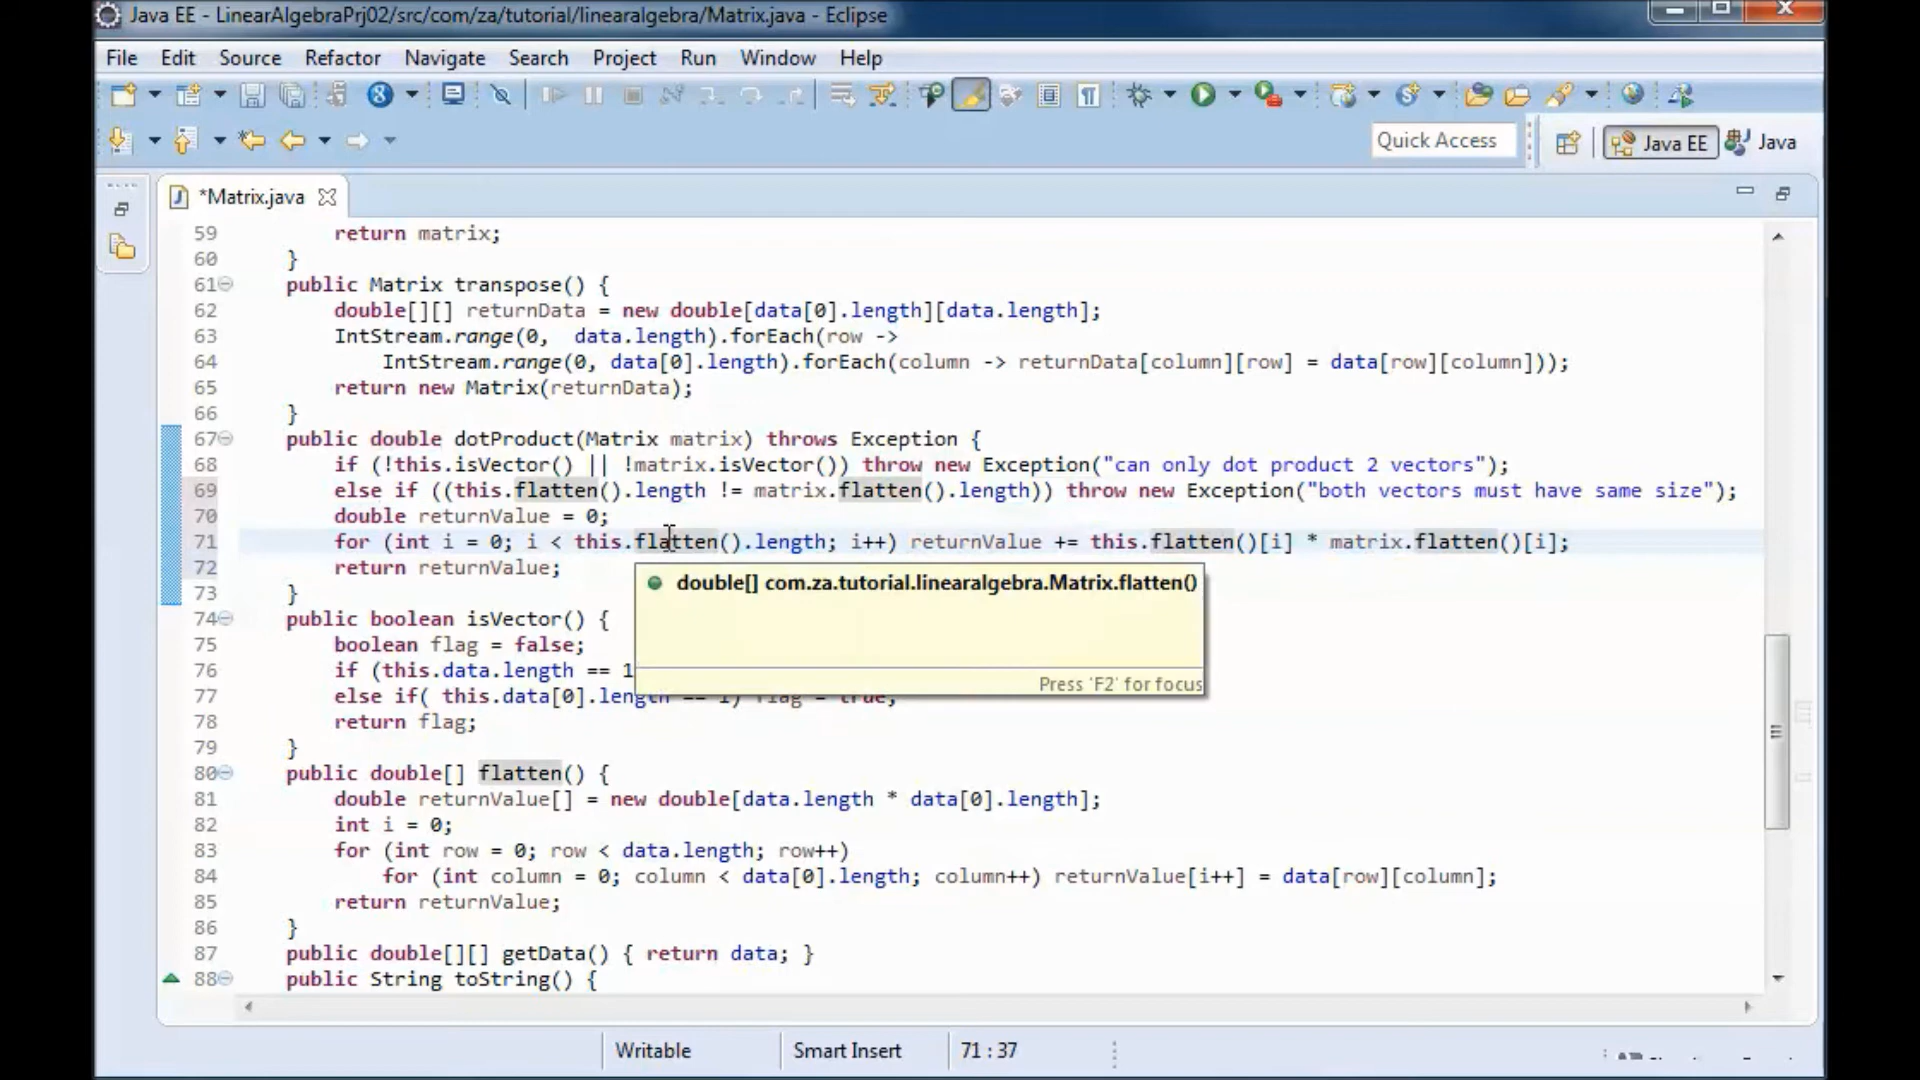 Java EE - LinearAlgebraPrj02/src/com/za/tutorial/linearalgebra/Matrix.java - Eclipse
File Edit Source Refactor Navigate Search Project Run Window Help
Quick Access Java EE Java
*Matrix.java
59 return matrix;
60 }
61 public Matrix transpose() {
62 double[][] returnData = new double[data[0].length][data.length];
63 IntStream.range(0, data.length).forEach(row ->
64 IntStream.range(0, data[0].length).forEach(column -> returnData[column][row] = data[row][column]));
65 return new Matrix(returnData);
66 }
67 public double dotProduct(Matrix matrix) throws Exception {
68 if (!this.isVector() || !matrix.isVector()) throw new Exception("can only dot product 2 vectors");
69 else if ((this.flatten().length != matrix.flatten().length)) throw new Exception("both vectors must have same size");
70 double returnValue = 0;
71 for (int i = 0; i < this.flatten().length; i++) returnValue += this.flatten()[i] * matrix.flatten()[i];
72 return returnValue;
double[] com.za.tutorial.linearalgebra.Matrix.flatten()
73 }
74 public boolean isVector() {
75 boolean flag = false;
76 if (this.data.length == 1
Press 'F2' for focus
77 else if( this.data[0].length == 1) flag = true;
78 return flag;
79 }
80 public double[] flatten() {
81 double returnValue[] = new double[data.length * data[0].length];
82 int i = 0;
83 for (int row = 0; row < data.length; row++)
84 for (int column = 0; column < data[0].length; column++) returnValue[i++] = data[row][column];
85 return returnValue;
86 }
87 public double[][] getData() { return data; }
88 public String toString() {
Writable Smart Insert 71 : 37